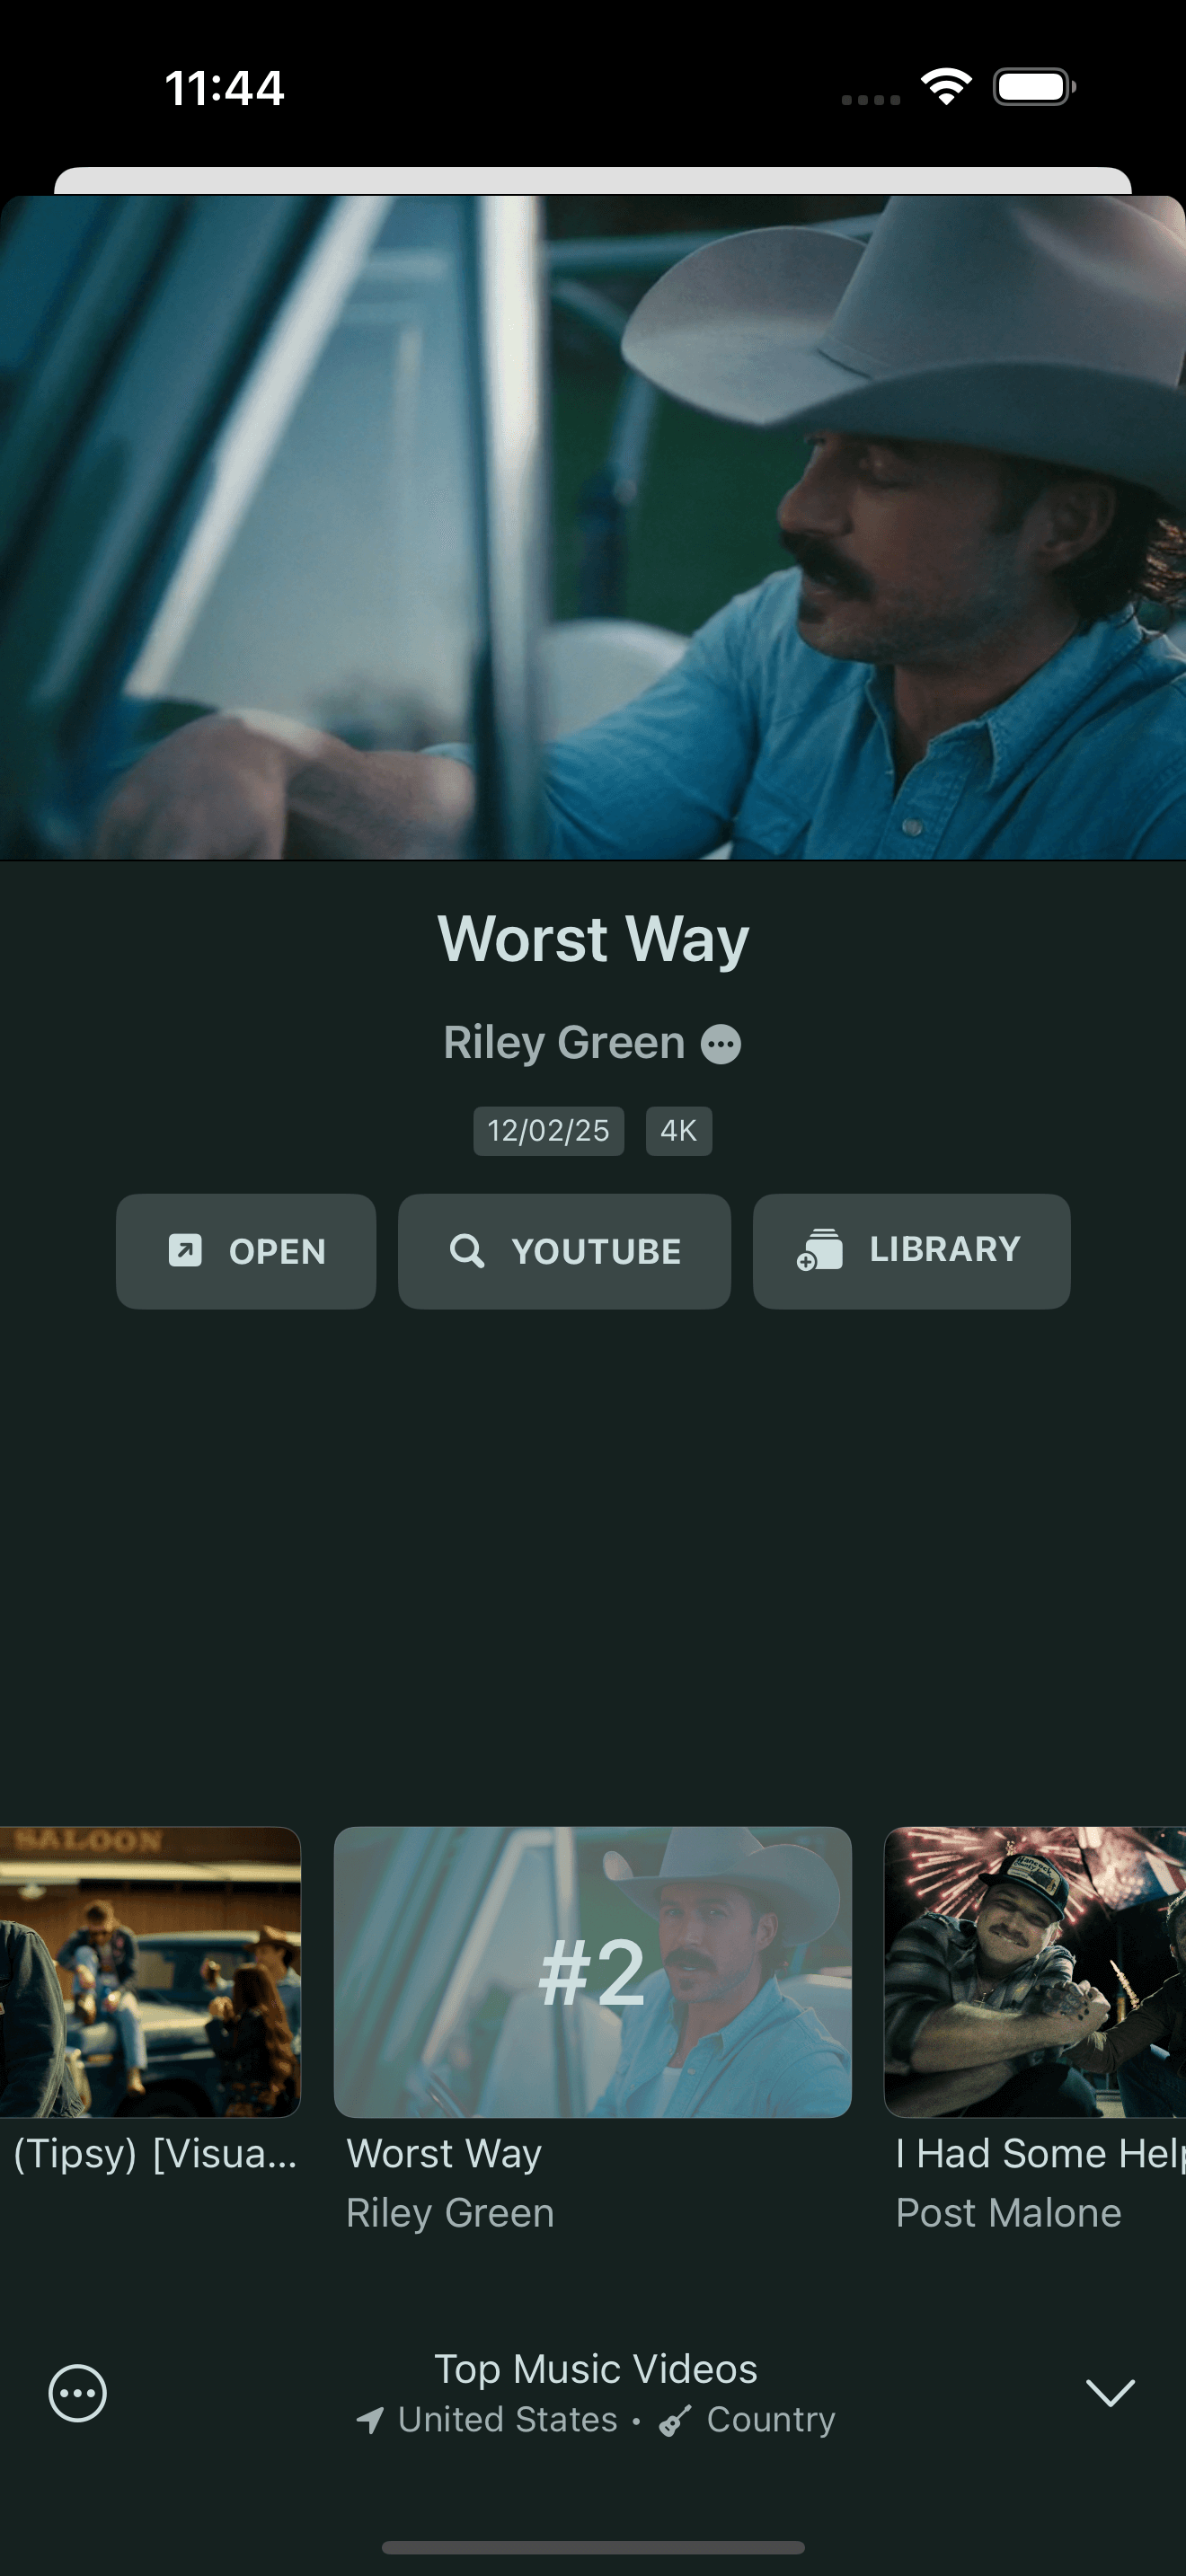 11:44
Worst Way
Riley Green
12/02/25 4K
OPEN YOUTUBE LIBRARY
SALOON
#2
(Tipsy) [Visua...
Worst Way
I Had Some Help
Riley Green
Post Malone
Top Music Videos
United States • Country